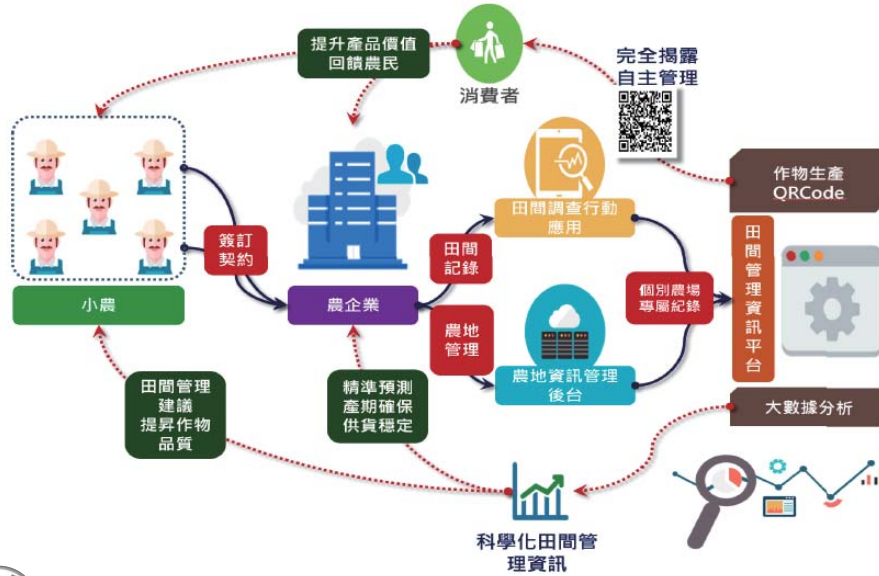 提升產品價值
回饋農民
消費者
完全揭露
自主管理
作物生產
QRCode
簽訂
契約
田間
記錄
田間調查行動
應用
個別農場
專屬紀錄
田間管理資訊平台
小農
農企業
農地
管理
農地資訊管理
後台
田間管理
建議
提昇作物
品質
精準預測
產期確保
供貨穩定
大數據分析
科學化田間管
理資訊